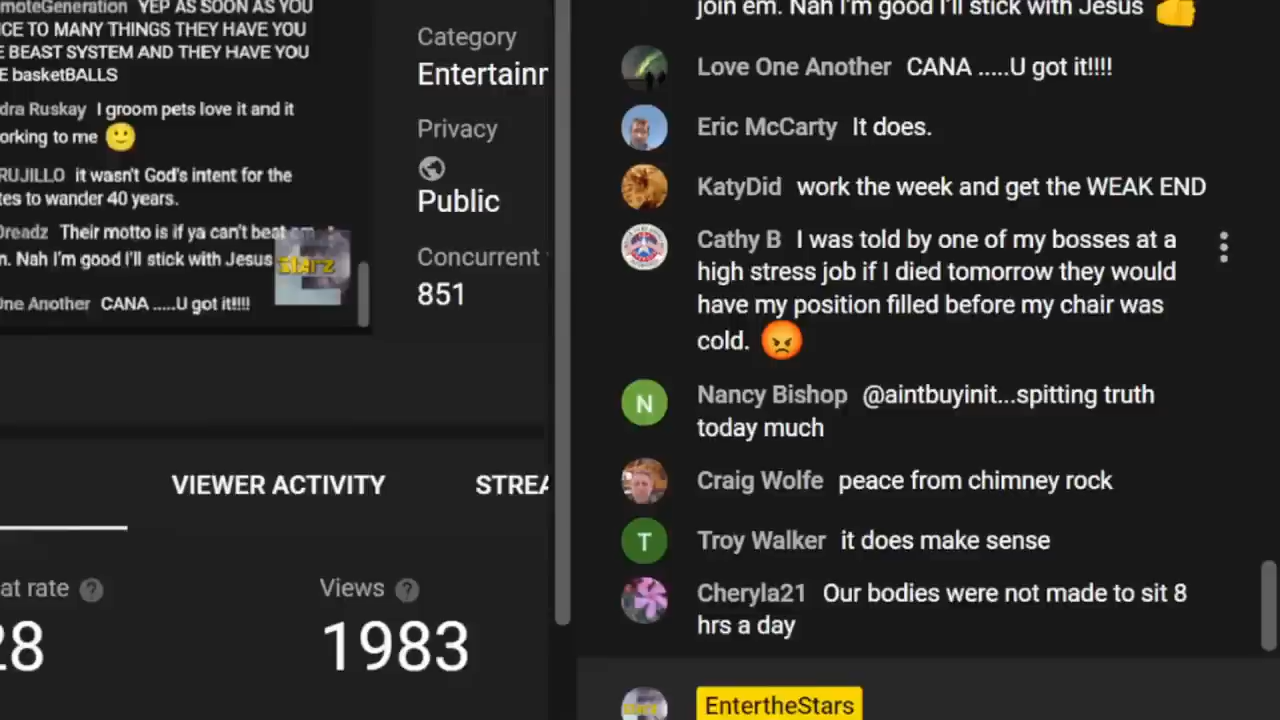 moteGeneration YEP AS SOON AS YOU
CE TO MANY THINGS THEY HAVE YOU
E BEAST SYSTEM AND THEY HAVE YOU
E basketBALLS
dra Ruskay I groom pets love it and it
orking to me
RUJILLO it wasn't God's intent for the
tes to wander 40 years.
Dreadz Their motto is if ya can't beat em
n. Nah I'm good I'll stick with Jesus
Starz
One Another CANA .....U got it!!!!
Category
Entertainm
Privacy
Public
Concurrent
851
VIEWER ACTIVITY
STREA
at rate ?
28
Views ?
1983
join em. Nah I'm good I'll stick with Jesus
Love One Another CANA .....U got it!!!!
Eric McCarty It does.
KatyDid work the week and get the WEAK END
Cathy B I was told by one of my bosses at a
high stress job if I died tomorrow they would
have my position filled before my chair was
cold.
N Nancy Bishop @aintbuyinit...spitting truth
today much
Craig Wolfe peace from chimney rock
T Troy Walker it does make sense
Cheryla21 Our bodies were not made to sit 8
hrs a day
EntertheStars